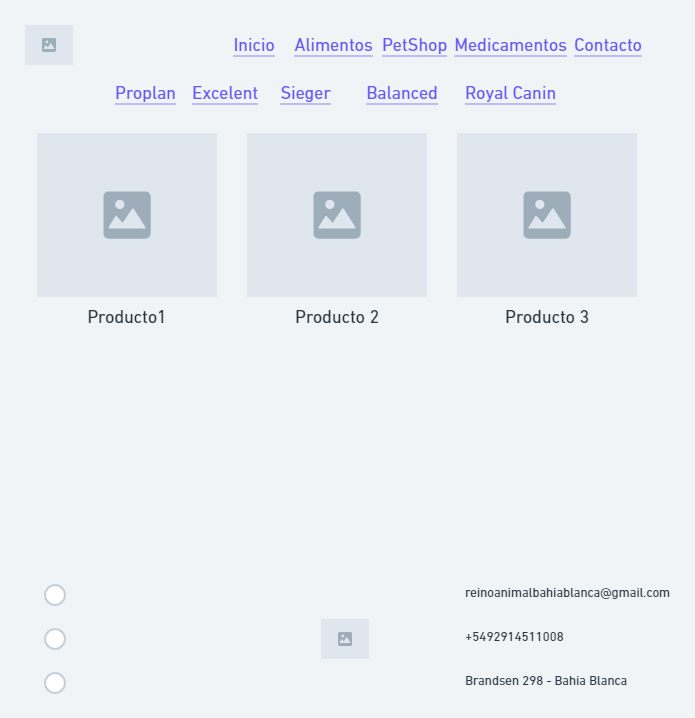 Inicio Alimentos PetShop Medicamentos Contacto
Proplan Excelent Sieger Balanced Royal Canin
Producto1 Producto 2 Producto 3
reinoanimalbahiablanca@gmail.com
+5492914511008
Brandsen 298 - Bahia Blanca